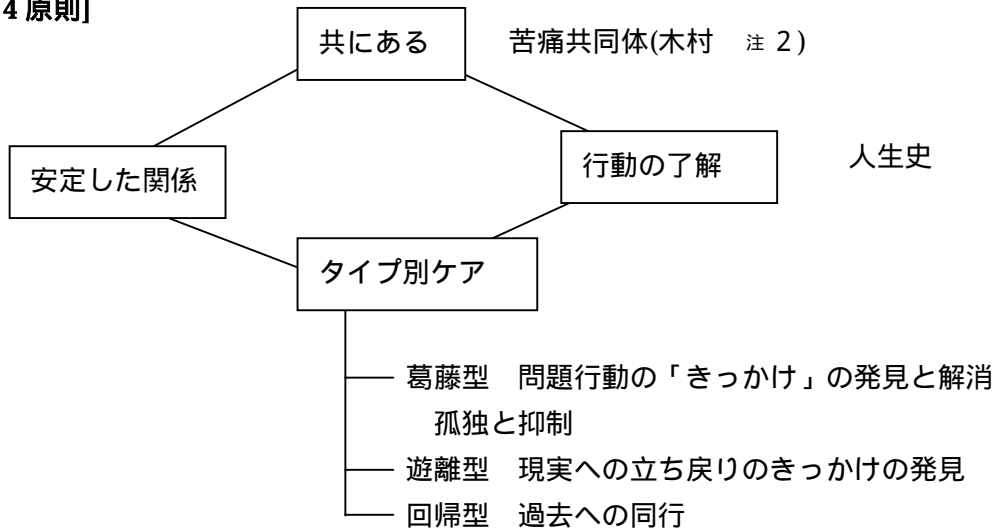 4 原則]
共にある　苦痛共同体(木村　注 2)
安定した関係
行動の了解　人生史
タイプ別ケア
葛藤型　問題行動の「きっかけ」の発見と解消
孤独と抑制
遊離型　現実への立ち戻りのきっかけの発見
回帰型　過去への同行